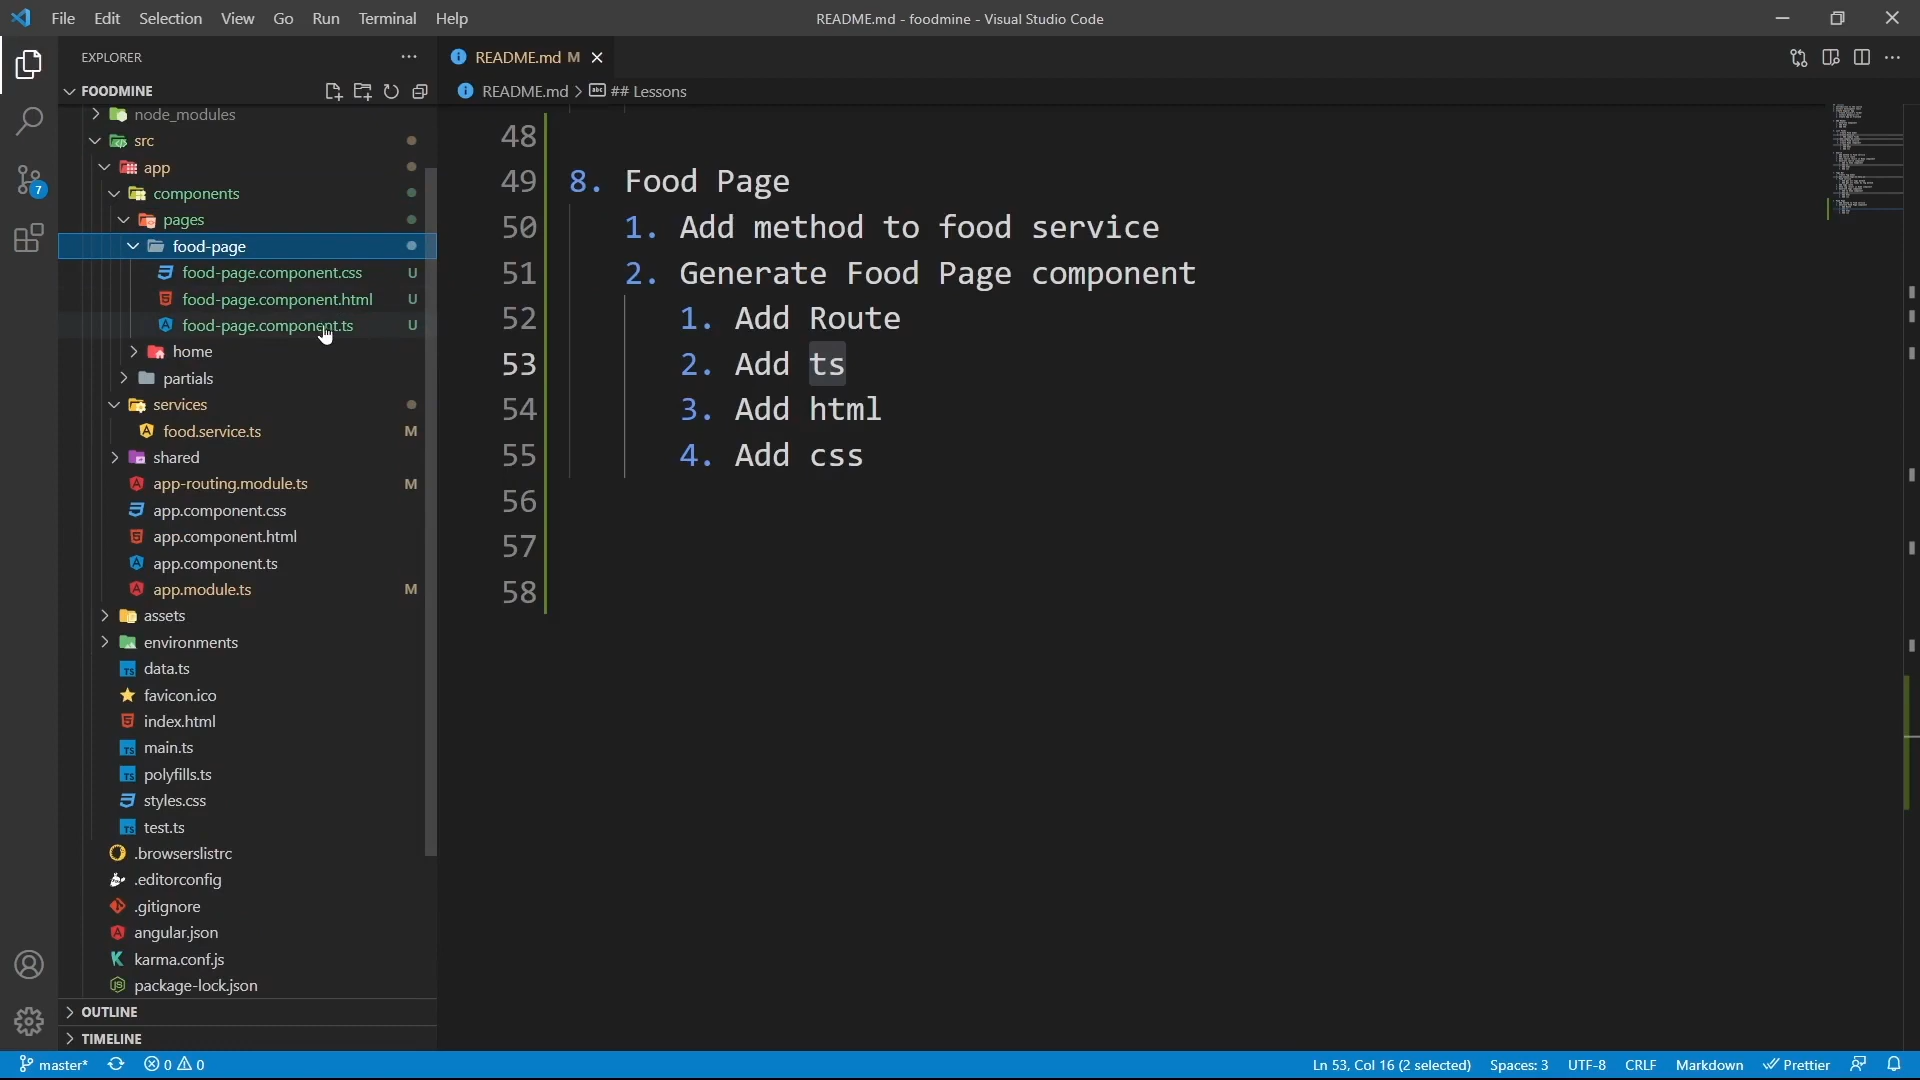 File Edit Selection View Go Run Terminal Help
README.md - foodmine - Visual Studio Code
EXPLORER
README.md M
FOODMINE
README.md > ## Lessons
node_modules
src
app
components
pages
food-page
food-page.component.css U
food-page.component.html U
food-page.component.ts U
home
partials
services
food.service.ts M
shared
app-routing.module.ts M
app.component.css
app.component.html
app.component.ts
app.module.ts M
assets
environments
data.ts
favicon.ico
index.html
main.ts
polyfills.ts
styles.css
test.ts
.browserslistrc
.editorconfig
.gitignore
angular.json
karma.conf.js
package-lock.json
OUTLINE
TIMELINE
7
48
49 8. Food Page
50 1. Add method to food service
51 2. Generate Food Page component
52 1. Add Route
53 2. Add ts
54 3. Add html
55 4. Add css
56
57
58
master* 0 0 Ln 53, Col 16 (2 selected) Spaces: 3 UTF-8 CRLF Markdown Prettier